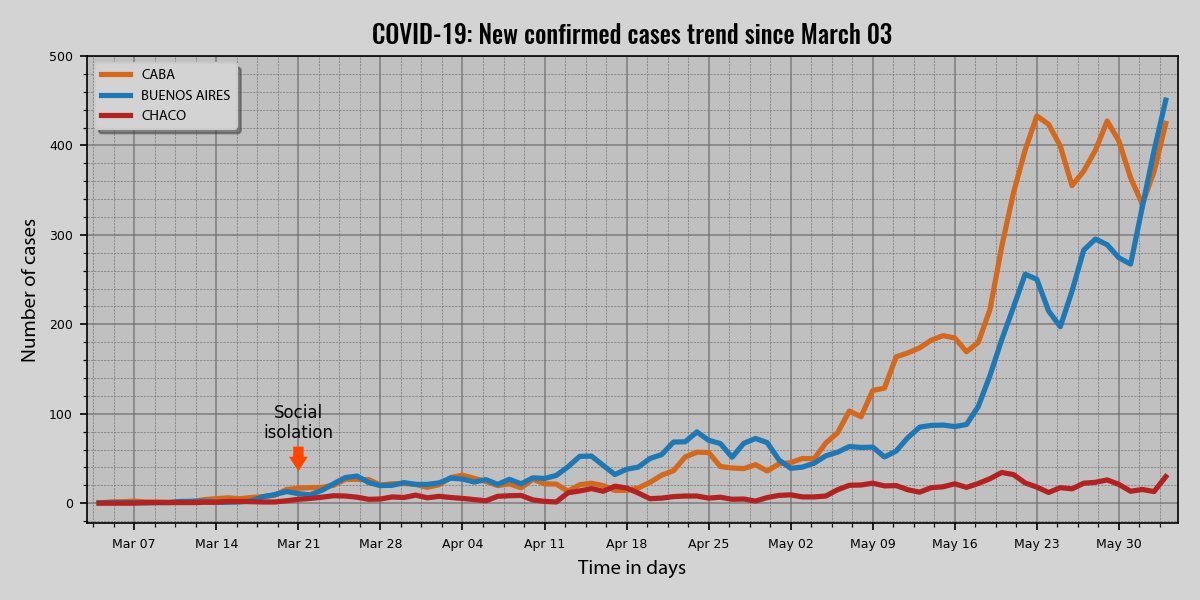 COVID-19: New confirmed cases trend since March 03
500
400
300
200
100
0
Number of cases
CABA
BUENOS AIRES
CHACO
Social
isolation
Mar 07 Mar 14 Mar 21 Mar 28 Apr 04 Apr 11 Apr 18 Apr 25 May 02 May 09 May 16 May 23 May 30
Time in days